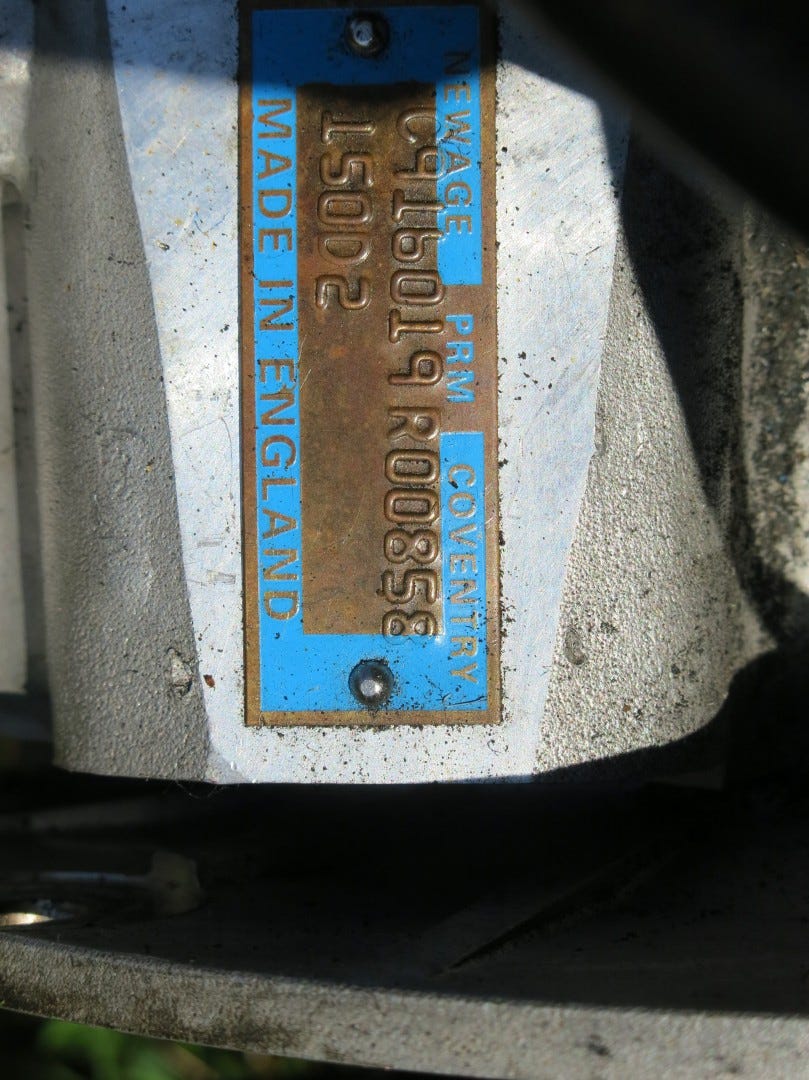 NEWAGE PRM COVENTRY
C916019 R00858
150D2
MADE IN ENGLAND